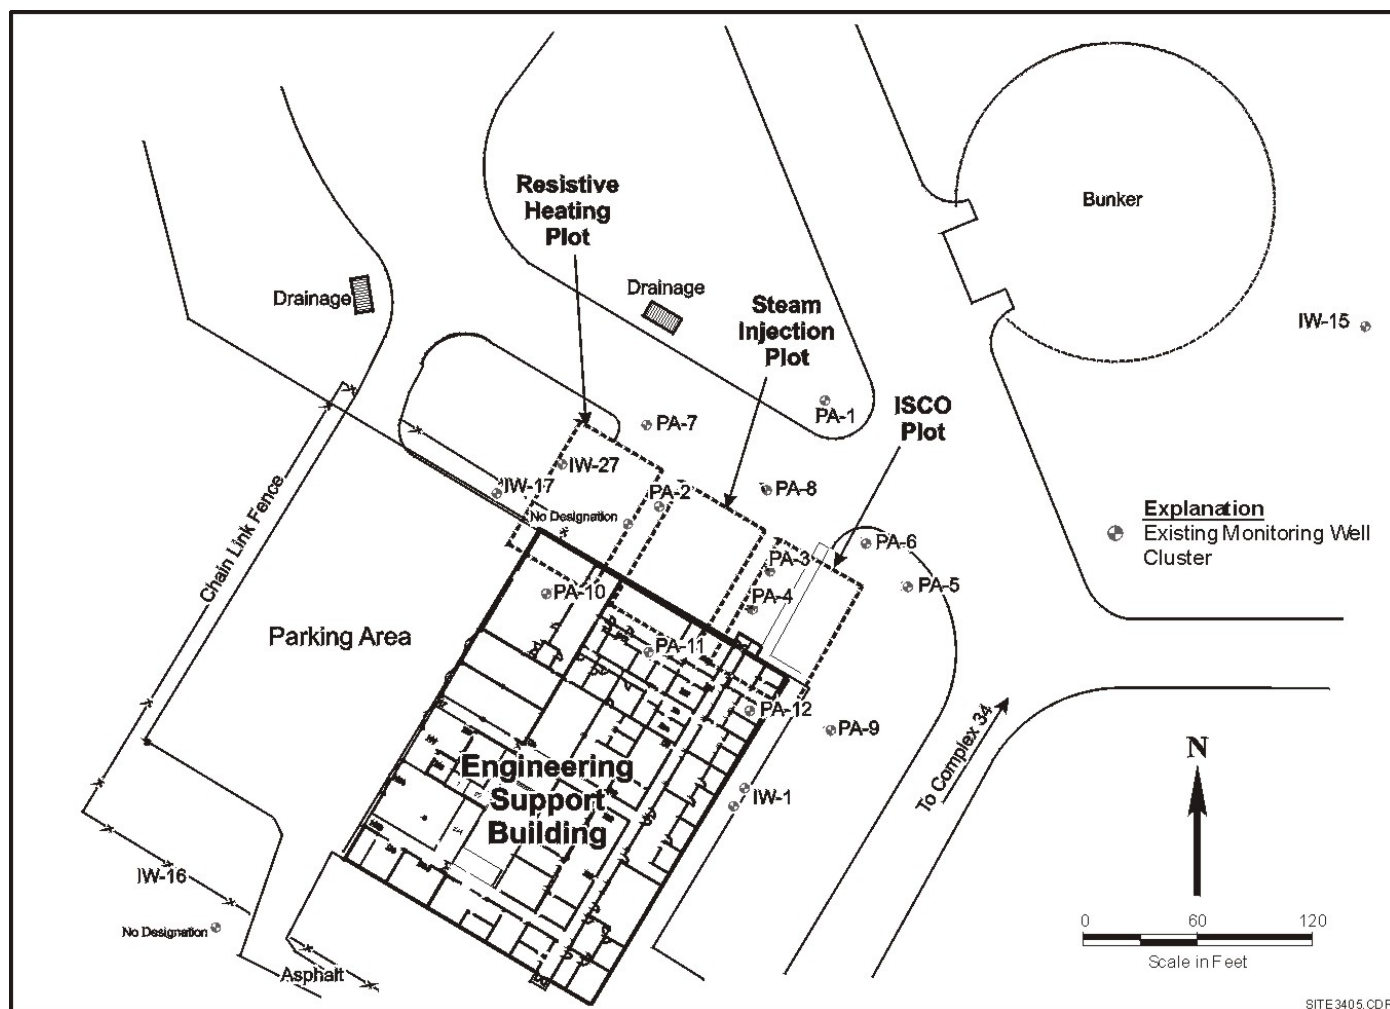 Resistive
Heating
Plot
Bunker
Drainage
Drainage
Steam
Injection
Plot
IW-15
PA-1
ISCO
Plot
PA-7
IW-27
IW-17
PA-2
PA-8
No Designation
Explanation
Existing Monitoring Well
Cluster
PA-6
PA-3
PA-5
PA-4
PA-10
Chain Link Fence
Parking Area
PA-11
PA-12
PA-9
To Complex 34
N
Engineering
Support
Building
IW-1
IW-16
No Designation
Asphalt
0 60 120
Scale in Feet
SITE3405.CDR